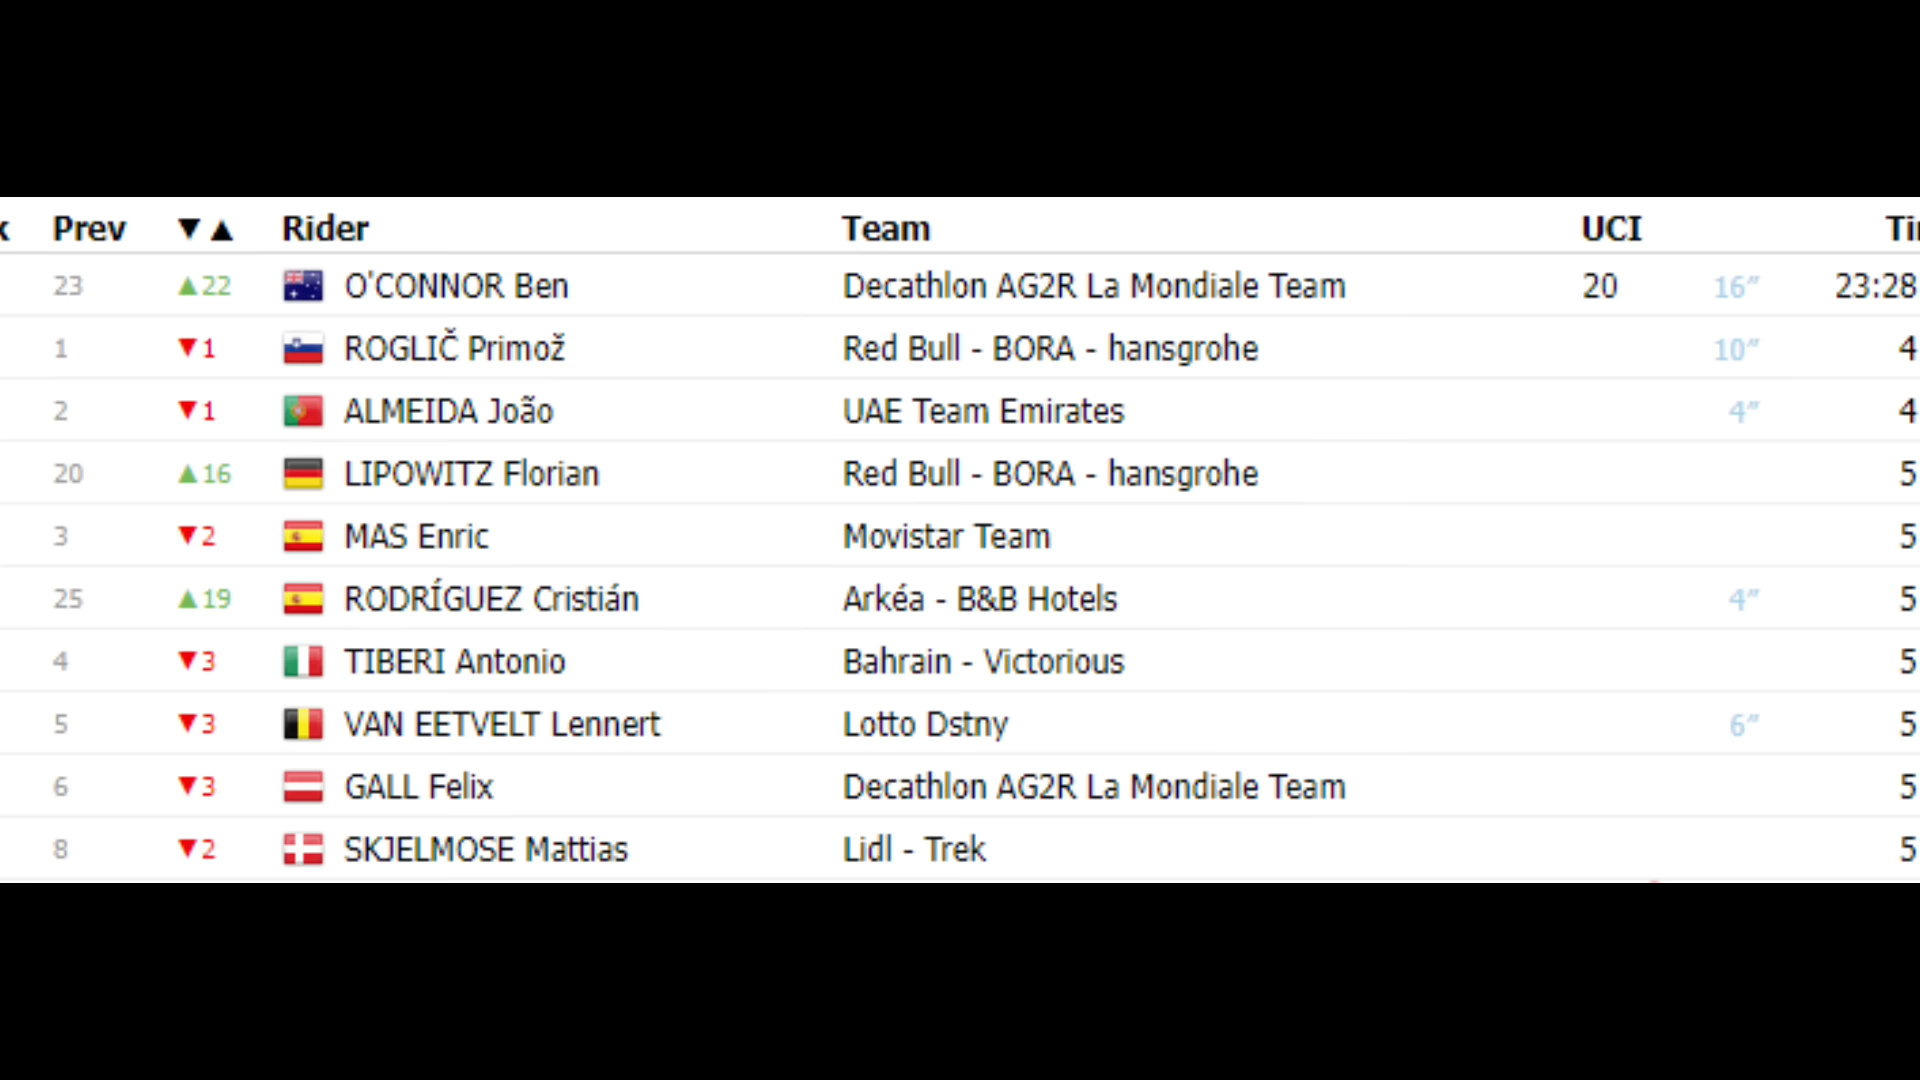 Prev ▼▲ Rider Team UCI
23 ▲22 O'CONNOR Ben Decathlon AG2R La Mondiale Team 20 16″ 23:28
1 ▼1 ROGLIČ Primož Red Bull - BORA - hansgrohe 10″ 4
2 ▼1 ALMEIDA João UAE Team Emirates 4″ 4
20 ▲16 LIPOWITZ Florian Red Bull - BORA - hansgrohe 5
3 ▼2 MAS Enric Movistar Team 5
25 ▲19 RODRÍGUEZ Cristián Arkéa - B&B Hotels 4″ 5
4 ▼3 TIBERI Antonio Bahrain - Victorious 5
5 ▼3 VAN EETVELT Lennert Lotto Dstny 6″ 5
6 ▼3 GALL Felix Decathlon AG2R La Mondiale Team 5
8 ▼2 SKJELMOSE Mattias Lidl - Trek 5